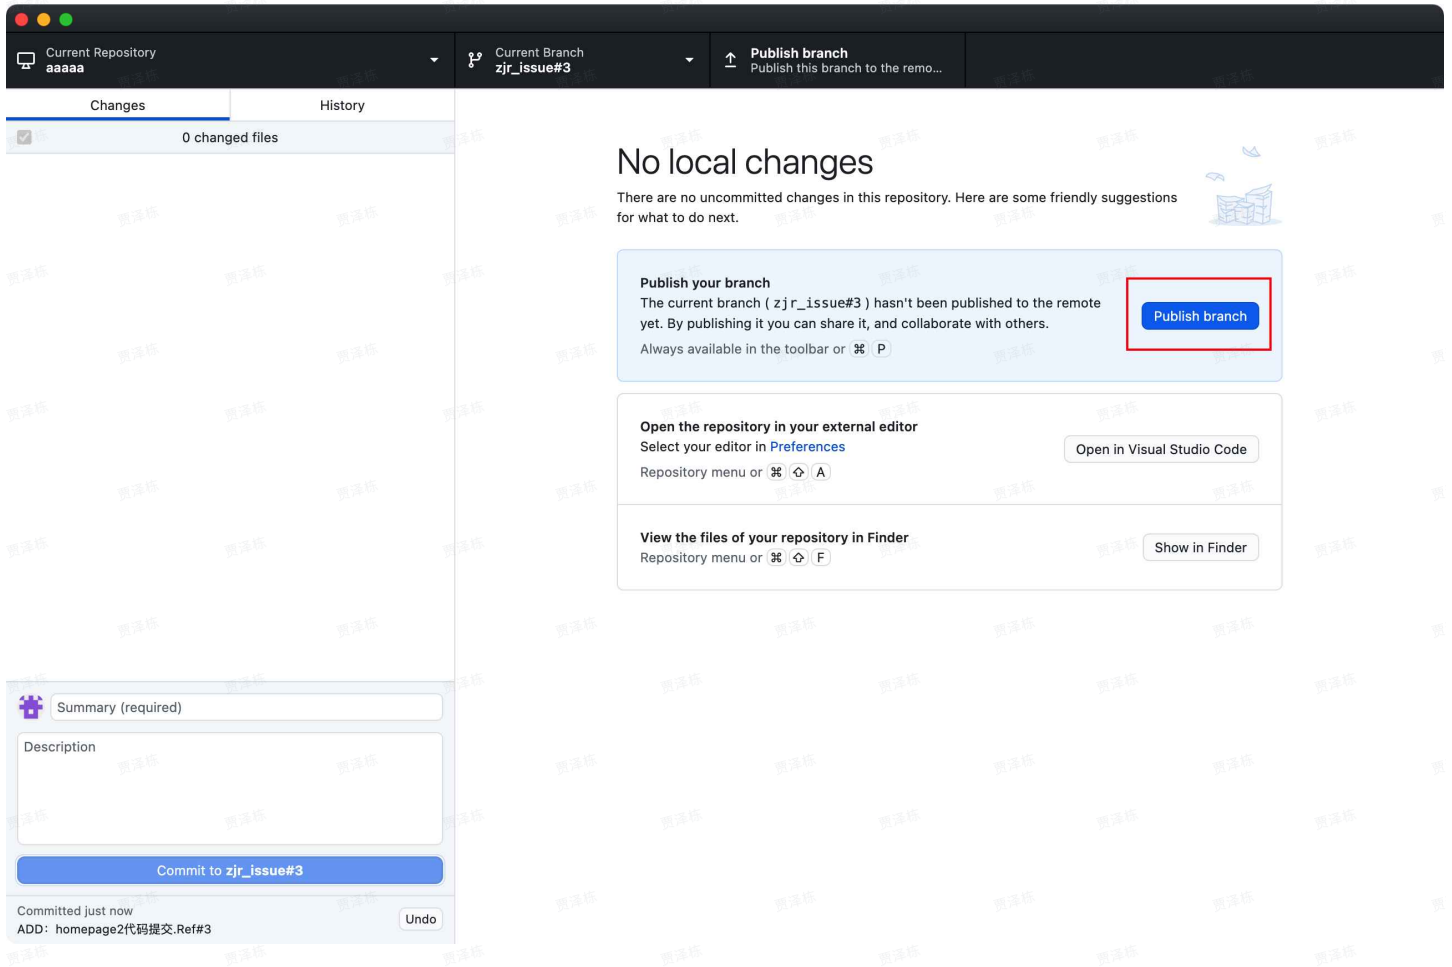 Current Repository
aaaaa
Current Branch
zjr_issue#3
Publish branch
Publish this branch to the remo...
Changes
History
0 changed files
No local changes
There are no uncommitted changes in this repository. Here are some friendly suggestions
for what to do next.
Publish your branch
The current branch ( zjr_issue#3 ) hasn't been published to the remote
yet. By publishing it you can share it, and collaborate with others.
Always available in the toolbar or ⌘ P
Publish branch
Open the repository in your external editor
Select your editor in Preferences
Repository menu or ⌘ ⇧ A
Open in Visual Studio Code
View the files of your repository in Finder
Repository menu or ⌘ ⇧ F
Show in Finder
Summary (required)
Description
Commit to zjr_issue#3
Committed just now
ADD：homepage2代码提交.Ref#3
Undo
贾泽栋